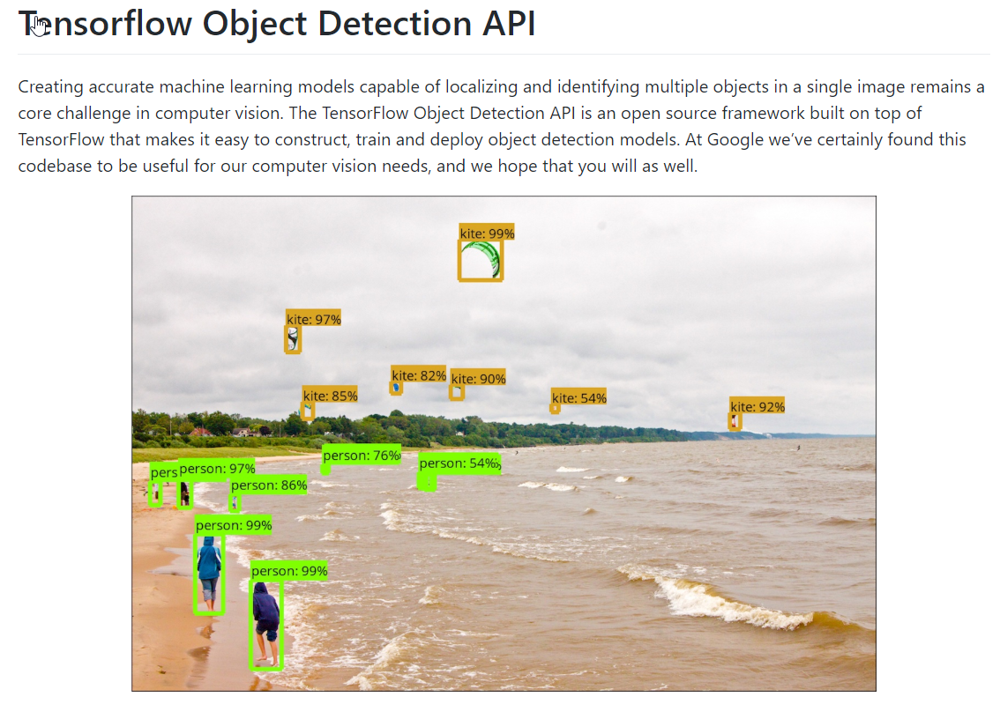 Tensorflow Object Detection API
Creating accurate machine learning models capable of localizing and identifying multiple objects in a single image remains a
core challenge in computer vision. The TensorFlow Object Detection API is an open source framework built on top of
TensorFlow that makes it easy to construct, train and deploy object detection models. At Google we’ve certainly found this
codebase to be useful for our computer vision needs, and we hope that you will as well.
kite: 99%
kite: 97%
kite: 82%
kite: 90%
kite: 85%
kite: 54%
kite: 92%
person: 76%
person: 54%
pers
person: 97%
person: 86%
person: 99%
person: 99%